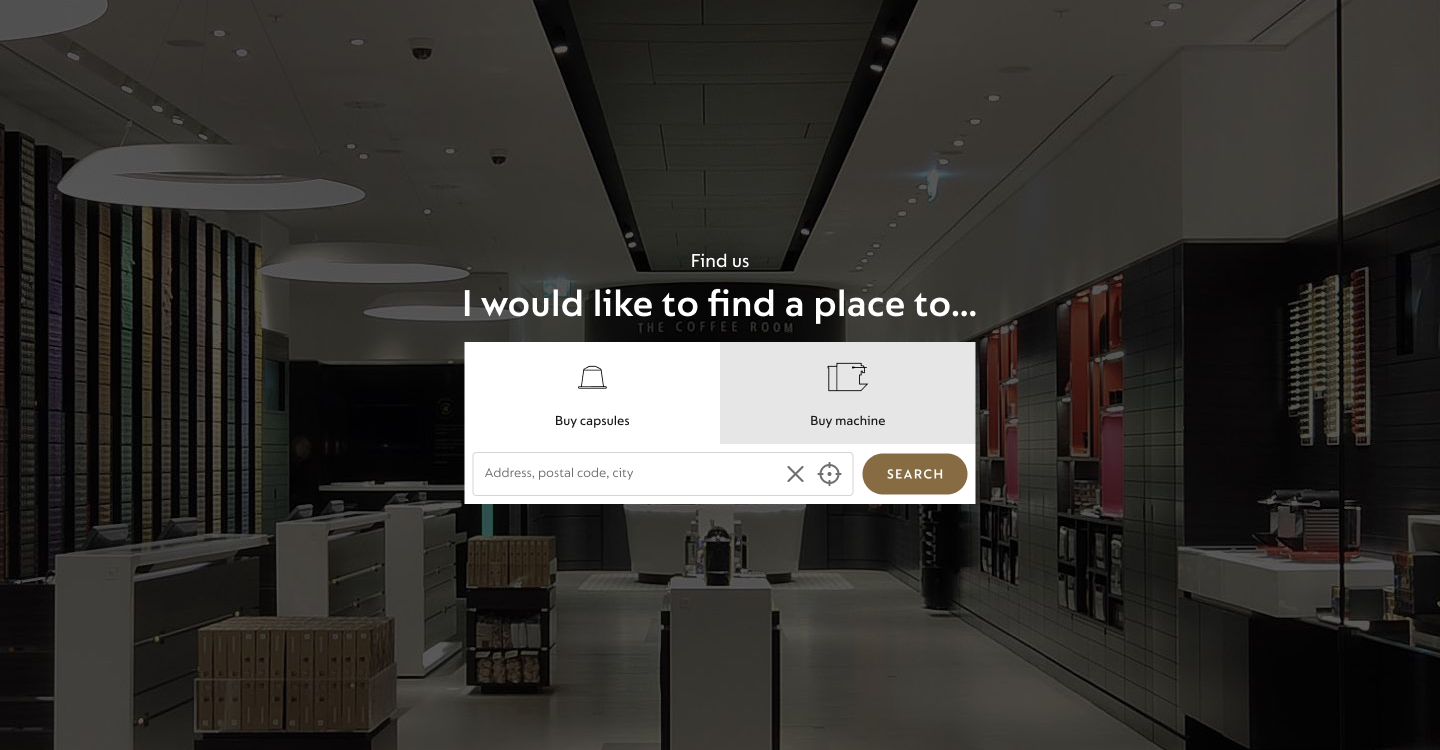 Find us
I would like to find a place to...
THE COFFEE ROOM
Buy capsules
Buy machine
Address, postal code, city
SEARCH